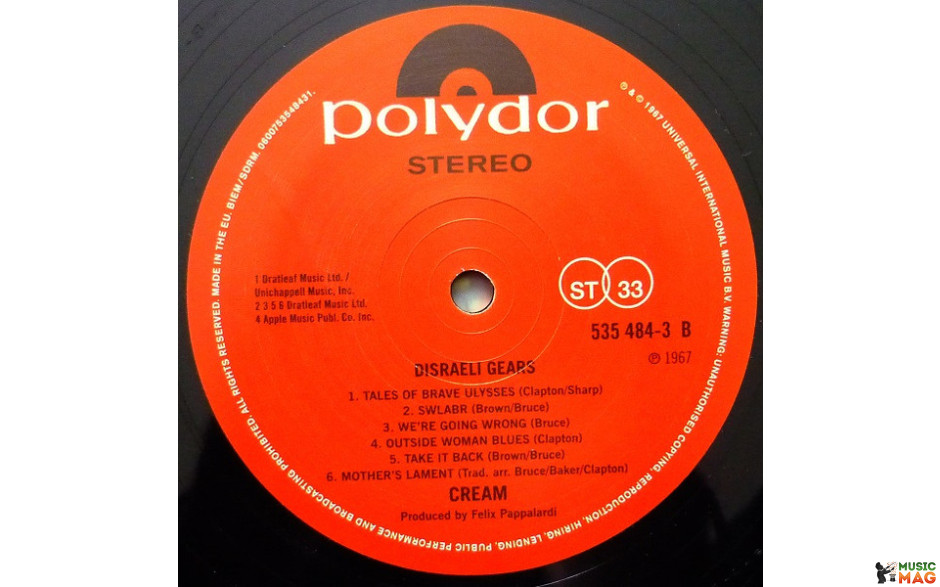 polydor
STEREO
1 Dratleaf Music Ltd. /
Unichappell Music, Inc.
2 3 5 6 Dratleaf Music Ltd.
4 Apple Music Publ. Co. Inc.
ST 33
535 484-3 B
℗ 1967
DISRAELI GEARS
1. TALES OF BRAVE ULYSSES (Clapton/Sharp)
2. SWLABR (Brown/Bruce)
3. WE'RE GOING WRONG (Bruce)
4. OUTSIDE WOMAN BLUES (Clapton)
5. TAKE IT BACK (Brown/Bruce)
6. MOTHER'S LAMENT (Trad. arr. Bruce/Baker/Clapton)
CREAM
Produced by Felix Pappalardi
℗ & © 1967 UNIVERSAL INTERNATIONAL MUSIC B.V. WARNING: UNAUTHORISED COPYING, REPRODUCTION, HIRING, LENDING, PUBLIC PERFORMANCE AND BROADCASTING PROHIBITED. ALL RIGHTS RESERVED. MADE IN THE EU. BIEM/SDRM. 0600753548431.
MUSIC
MAG